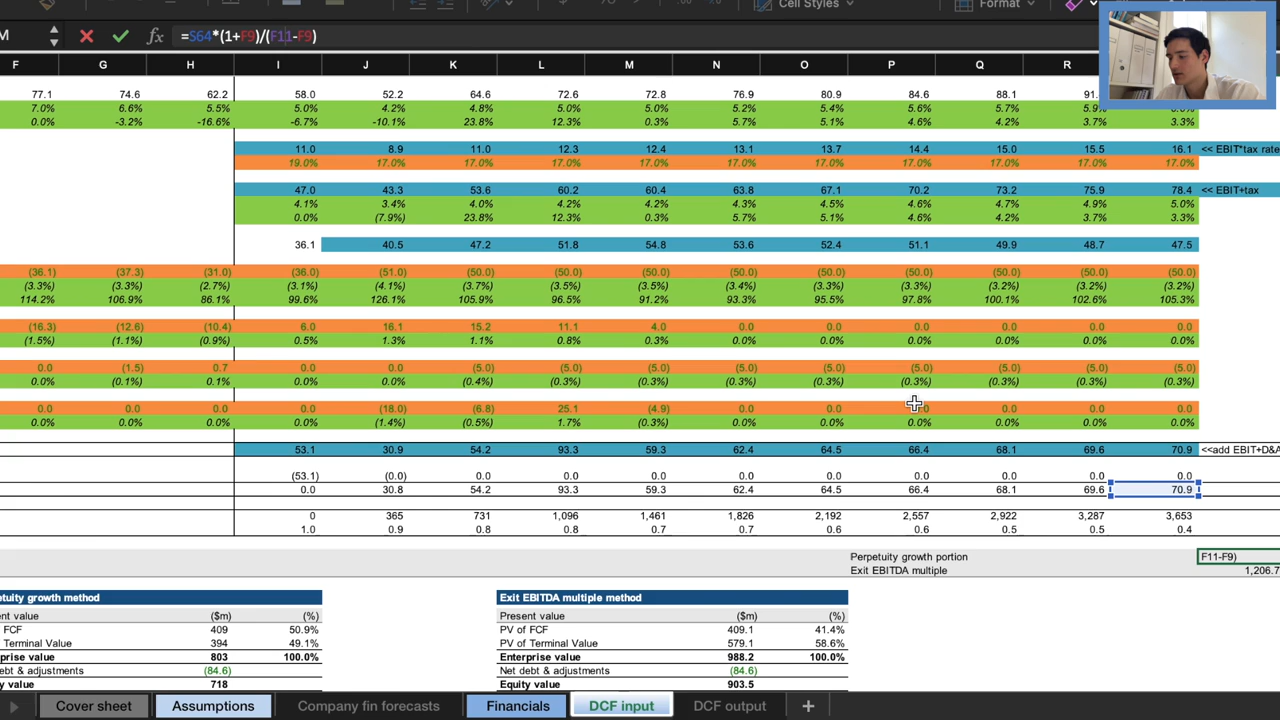 Cell Styles
Format
M
fx
=S64*(1+F9)/(F11-F9)
F G H I J K L M N O P Q R
77.1 74.6 62.2 58.0 52.2 64.6 72.6 72.8 76.9 80.9 84.6 88.1 91.
7.0% 6.6% 5.5% 5.0% 4.2% 4.8% 5.0% 5.0% 5.2% 5.4% 5.6% 5.7% 5.9%
0.0% -3.2% -16.6% -6.7% -10.1% 23.8% 12.3% 0.3% 5.7% 5.1% 4.6% 4.2% 3.7% 3.3%
11.0 8.9 11.0 12.3 12.4 13.1 13.7 14.4 15.0 15.5 16.1 << EBIT*tax rate
19.0% 17.0% 17.0% 17.0% 17.0% 17.0% 17.0% 17.0% 17.0% 17.0% 17.0%
47.0 43.3 53.6 60.2 60.4 63.8 67.1 70.2 73.2 75.9 78.4 << EBIT+tax
4.1% 3.4% 4.0% 4.2% 4.2% 4.3% 4.5% 4.6% 4.7% 4.9% 5.0%
0.0% (7.9%) 23.8% 12.3% 0.3% 5.7% 5.1% 4.6% 4.2% 3.7% 3.3%
36.1 40.5 47.2 51.8 54.8 53.6 52.4 51.1 49.9 48.7 47.5
(36.1) (37.3) (31.0) (36.0) (51.0) (50.0) (50.0) (50.0) (50.0) (50.0) (50.0) (50.0) (50.0) (50.0)
(3.3%) (3.3%) (2.7%) (3.1%) (4.1%) (3.7%) (3.5%) (3.5%) (3.4%) (3.3%) (3.3%) (3.2%) (3.2%) (3.2%)
114.2% 106.9% 86.1% 99.6% 126.1% 105.9% 96.5% 91.2% 93.3% 95.5% 97.8% 100.1% 102.6% 105.3%
(16.3) (12.6) (10.4) 6.0 16.1 15.2 11.1 4.0 0.0 0.0 0.0 0.0 0.0 0.0
(1.5%) (1.1%) (0.9%) 0.5% 1.3% 1.1% 0.8% 0.3% 0.0% 0.0% 0.0% 0.0% 0.0% 0.0%
0.0 (1.5) 0.7 0.0 0.0 (5.0) (5.0) (5.0) (5.0) (5.0) (5.0) (5.0) (5.0) (5.0)
0.0% (0.1%) 0.1% 0.0% 0.0% (0.4%) (0.3%) (0.3%) (0.3%) (0.3%) (0.3%) (0.3%) (0.3%) (0.3%)
0.0 0.0 0.0 0.0 (18.0) (6.8) 25.1 (4.9) 0.0 0.0 0 0.0 0.0 0.0
0.0% 0.0% 0.0% 0.0% (1.4%) (0.5%) 1.7% (0.3%) 0.0% 0.0% 0.0% 0.0% 0.0% 0.0%
53.1 30.9 54.2 93.3 59.3 62.4 64.5 66.4 68.1 69.6 70.9 <<add EBIT+D&A
(53.1) (0.0) 0.0 0.0 0.0 0.0 0.0 0.0 0.0 0.0 0.0
0.0 30.8 54.2 93.3 59.3 62.4 64.5 66.4 68.1 69.6 70.9
0 365 731 1,096 1,461 1,826 2,192 2,557 2,922 3,287 3,653
1.0 0.9 0.8 0.8 0.7 0.7 0.6 0.6 0.5 0.5 0.4
Perpetuity growth portion F11-F9)
Exit EBITDA multiple 1,206.7
etuity growth method
ent value ($m) (%)
FCF 409 50.9%
Terminal Value 394 49.1%
prise value 803 100.0%
debt & adjustments (84.6)
y value 718
Exit EBITDA multiple method
Present value ($m) (%)
PV of FCF 409.1 41.4%
PV of Terminal Value 579.1 58.6%
Enterprise value 988.2 100.0%
Net debt & adjustments (84.6)
Equity value 903.5
Cover sheet Assumptions Company fin forecasts Financials DCF input DCF output +